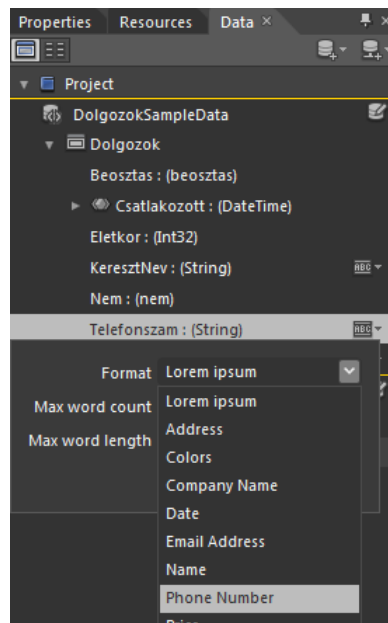 Properties Resources Data ×
Project
DolgozokSampleData
Dolgozok
Beosztas : (beosztas)
Csatlakozott : (DateTime)
Eletkor : (Int32)
KeresztNev : (String) ABC
Nem : (nem)
Telefonszam : (String) ABC
Format Lorem ipsum
Max word count Lorem ipsum
Max word length Address
Colors
Company Name
Date
Email Address
Name
Phone Number